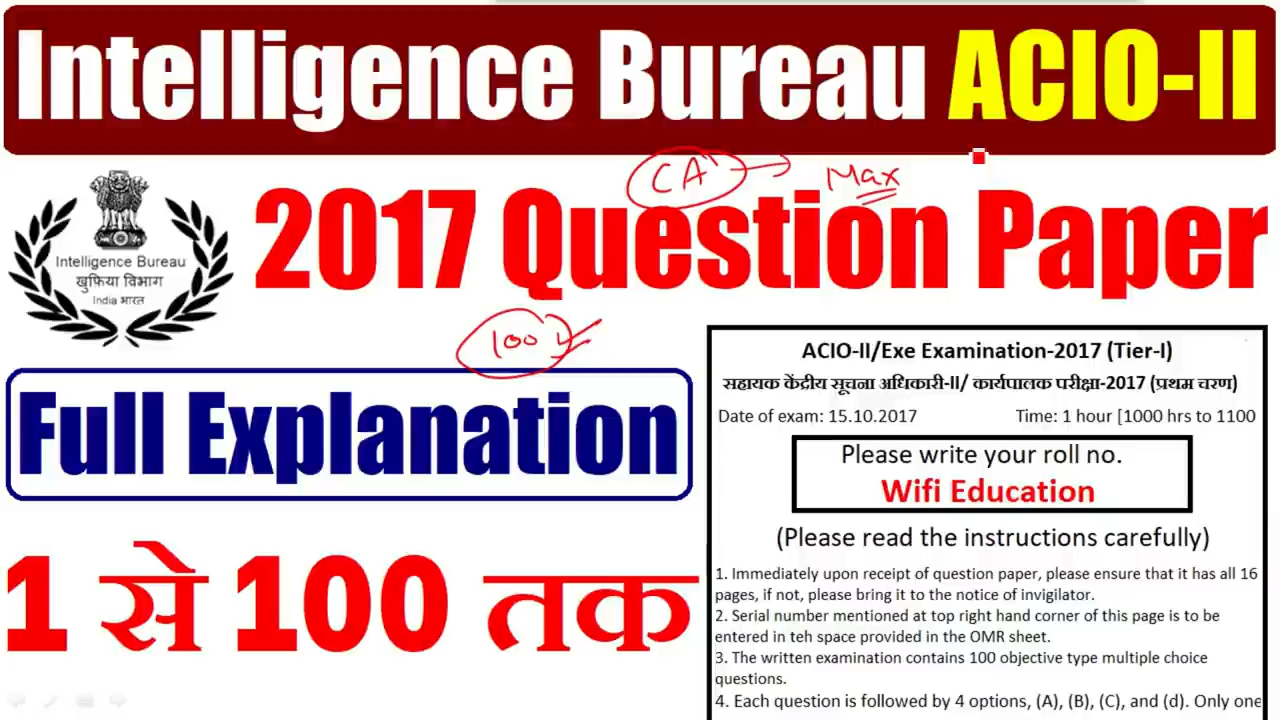 Intelligence Bureau ACIO-II
CA → Max
2017 Question Paper
Intelligence Bureau
खुफिया विभाग
India भारत
100
Full Explanation
1 से 100 तक
ACIO-II/Exe Examination-2017 (Tier-I)
सहायक केंद्रीय सूचना अधिकारी-II/ कार्यपालक परीक्षा-2017 (प्रथम चरण)
Date of exam: 15.10.2017 Time: 1 hour [1000 hrs to 1100
Please write your roll no.
Wifi Education
(Please read the instructions carefully)
1. Immediately upon receipt of question paper, please ensure that it has all 16
pages, if not, please bring it to the notice of invigilator.
2. Serial number mentioned at top right hand corner of this page is to be
entered in teh space provided in the OMR sheet.
3. The written examination contains 100 objective type multiple choice
questions.
4. Each question is followed by 4 options, (A), (B), (C), and (d). Only one